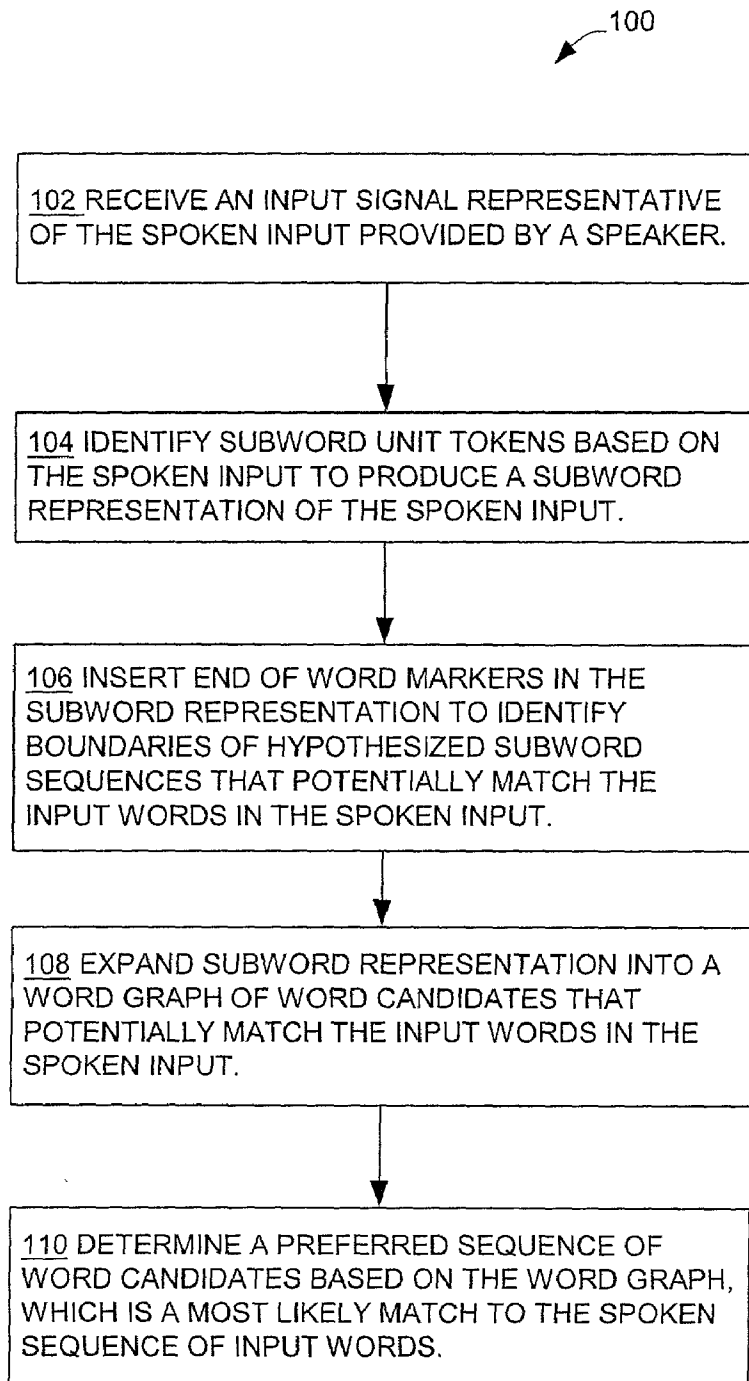 100
102 RECEIVE AN INPUT SIGNAL REPRESENTATIVE
OF THE SPOKEN INPUT PROVIDED BY A SPEAKER.
104 IDENTIFY SUBWORD UNIT TOKENS BASED ON
THE SPOKEN INPUT TO PRODUCE A SUBWORD
REPRESENTATION OF THE SPOKEN INPUT.
106 INSERT END OF WORD MARKERS IN THE
SUBWORD REPRESENTATION TO IDENTIFY
BOUNDARIES OF HYPOTHESIZED SUBWORD
SEQUENCES THAT POTENTIALLY MATCH THE
INPUT WORDS IN THE SPOKEN INPUT.
108 EXPAND SUBWORD REPRESENTATION INTO A
WORD GRAPH OF WORD CANDIDATES THAT
POTENTIALLY MATCH THE INPUT WORDS IN THE
SPOKEN INPUT.
110 DETERMINE A PREFERRED SEQUENCE OF
WORD CANDIDATES BASED ON THE WORD GRAPH,
WHICH IS A MOST LIKELY MATCH TO THE SPOKEN
SEQUENCE OF INPUT WORDS.